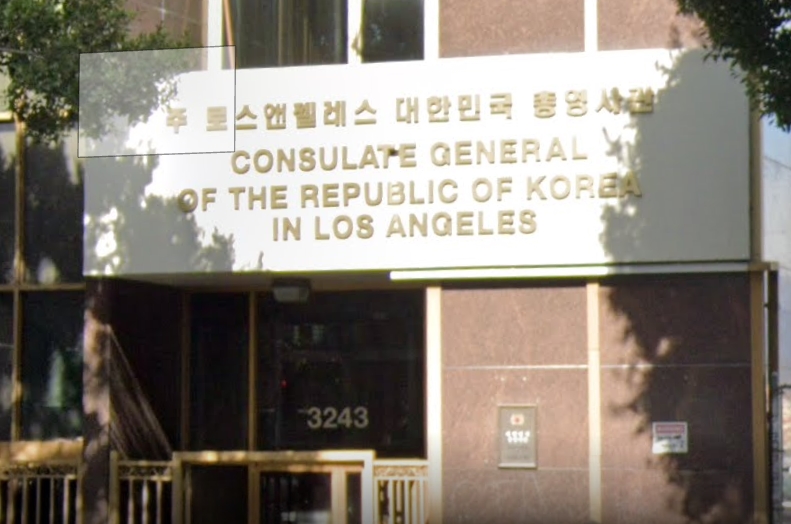 주 로스앤젤레스 대한민국 총영사관
CONSULATE GENERAL
OF THE REPUBLIC OF KOREA
IN LOS ANGELES
3243